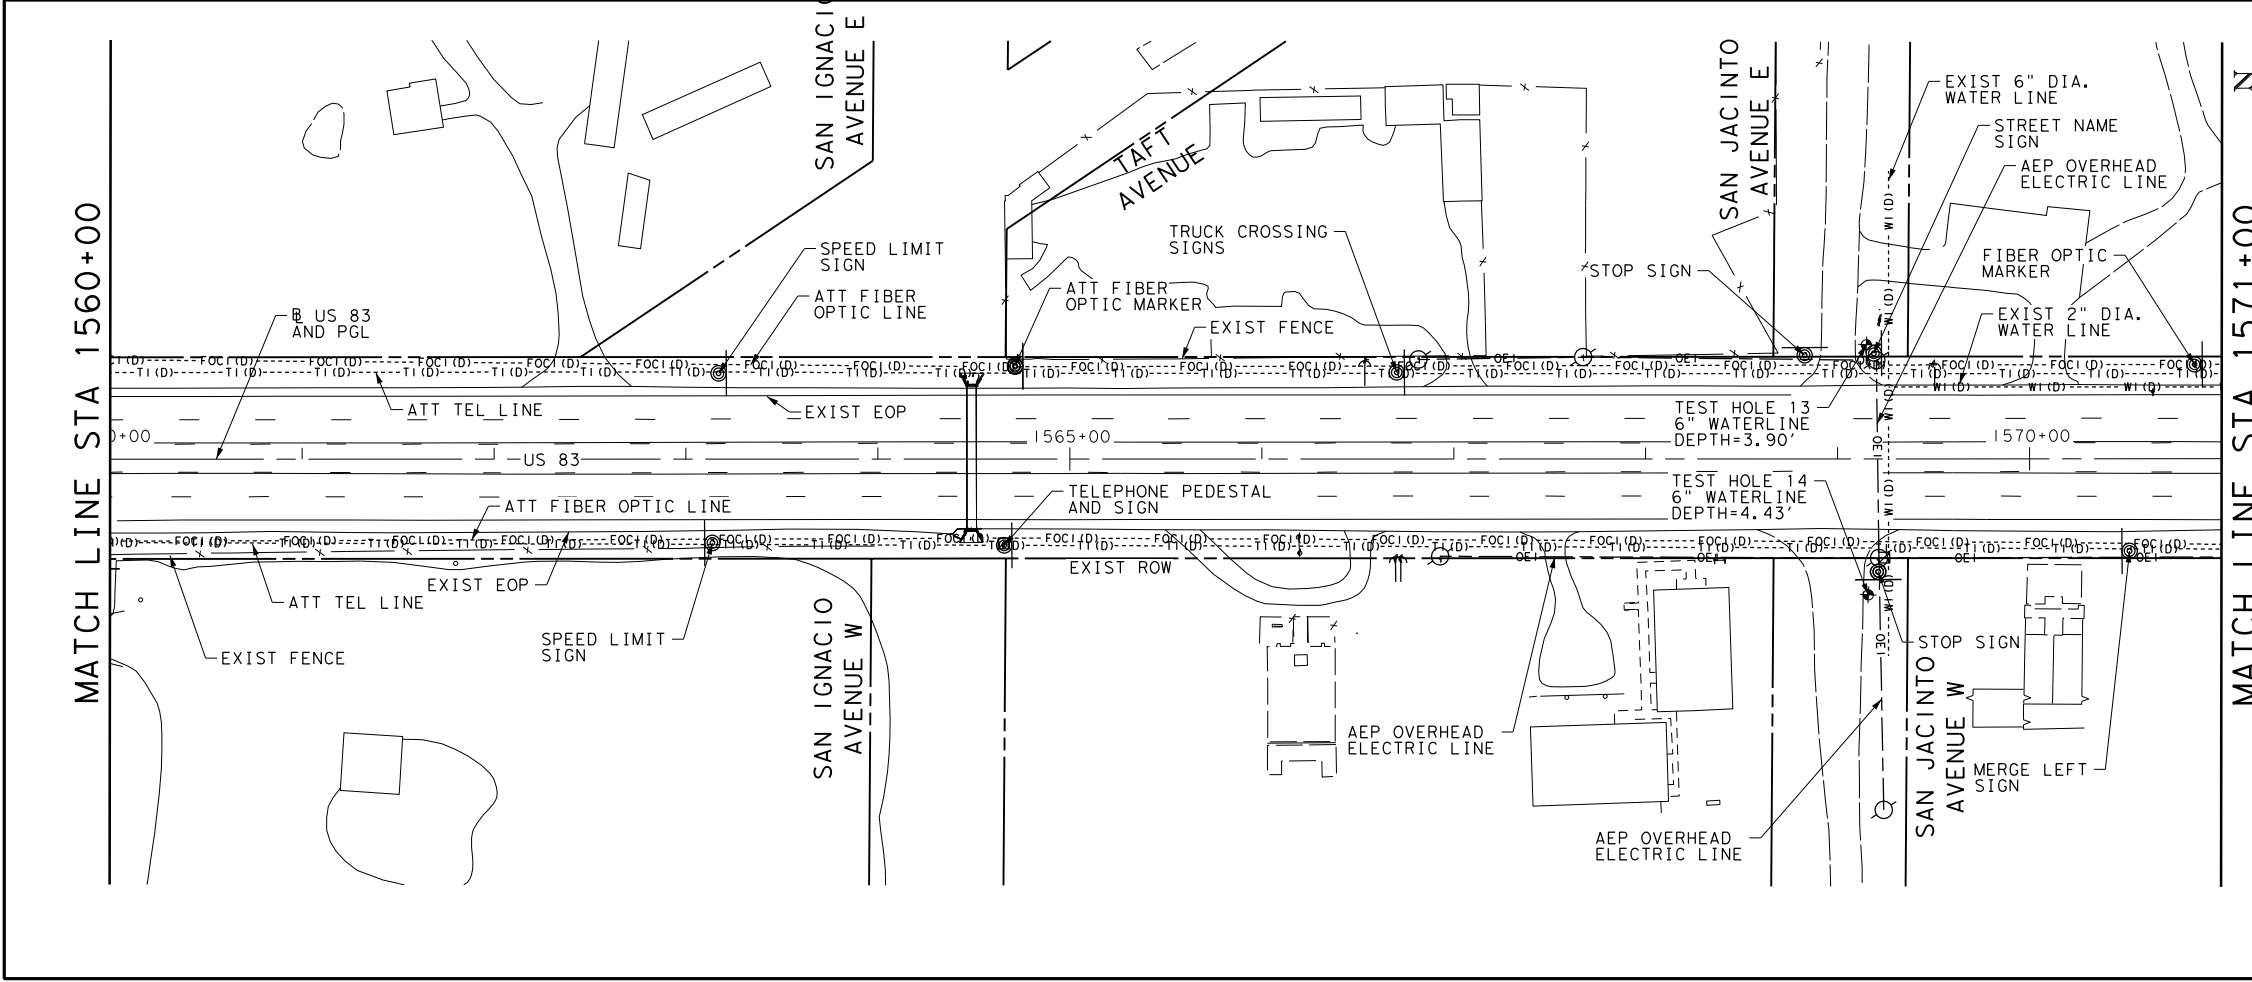 MATCH LINE STA 1560+00
SAN IGNACIO
AVENUE E
TAFT
AVENUE
SAN JACINTO
AVENUE E
EXIST 6" DIA.
WATER LINE
STREET NAME
SIGN
AEP OVERHEAD
ELECTRIC LINE
N
SPEED LIMIT
SIGN
ATT FIBER
OPTIC LINE
ATT FIBER
OPTIC MARKER
TRUCK CROSSING
SIGNS
EXIST FENCE
STOP SIGN
FIBER OPTIC
MARKER
EXIST 2" DIA.
WATER LINE
US 83
AND PGL
ATT TEL LINE
EXIST EOP
TEST HOLE 13
6" WATERLINE
DEPTH=3.90'
0+00
1565+00
1570+00
US 83
ATT FIBER OPTIC LINE
TELEPHONE PEDESTAL
AND SIGN
TEST HOLE 14
6" WATERLINE
DEPTH=4.43'
EXIST ROW
EXIST EOP
ATT TEL LINE
SPEED LIMIT
SIGN
EXIST FENCE
SAN IGNACIO
AVENUE W
STOP SIGN
AEP OVERHEAD
ELECTRIC LINE
SAN JACINTO
AVENUE W
MERGE LEFT
SIGN
AEP OVERHEAD
ELECTRIC LINE
MATCH LINE STA 1571+00